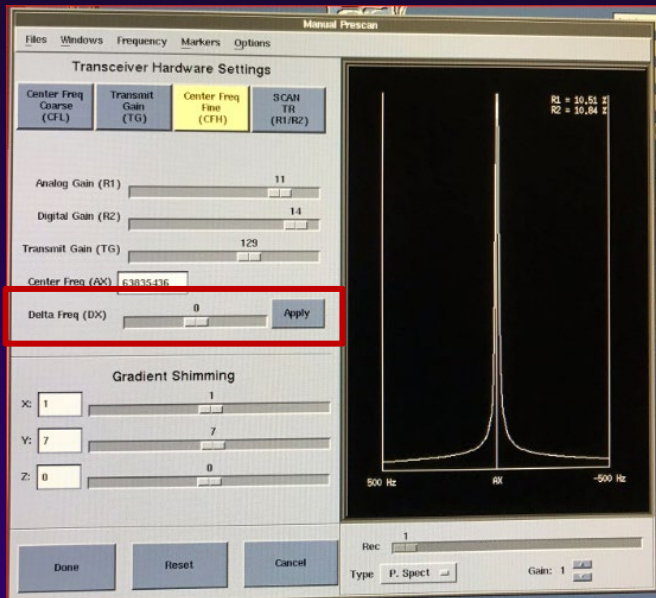 Manual Prescan
Files Windows Frequency Markers Options
Transceiver Hardware Settings
Center Freq
Coarse
(CFL)
Transmit
Gain
(TG)
Center Freq
Fine
(CFH)
SCAN
TR
(R1/R2)
Analog Gain (R1)
11
Digital Gain (R2)
14
Transmit Gain (TG)
129
Center Freq (AX) 63835436
Delta Freq (DX)
0
Apply
Gradient Shimming
X: 1
1
Y: 7
7
Z: 0
0
Done
Reset
Cancel
R1 = 10.51 %
R2 = 10.84 %
500 Hz
AX
-500 Hz
Rec
1
Type P. Spect
Gain: 1